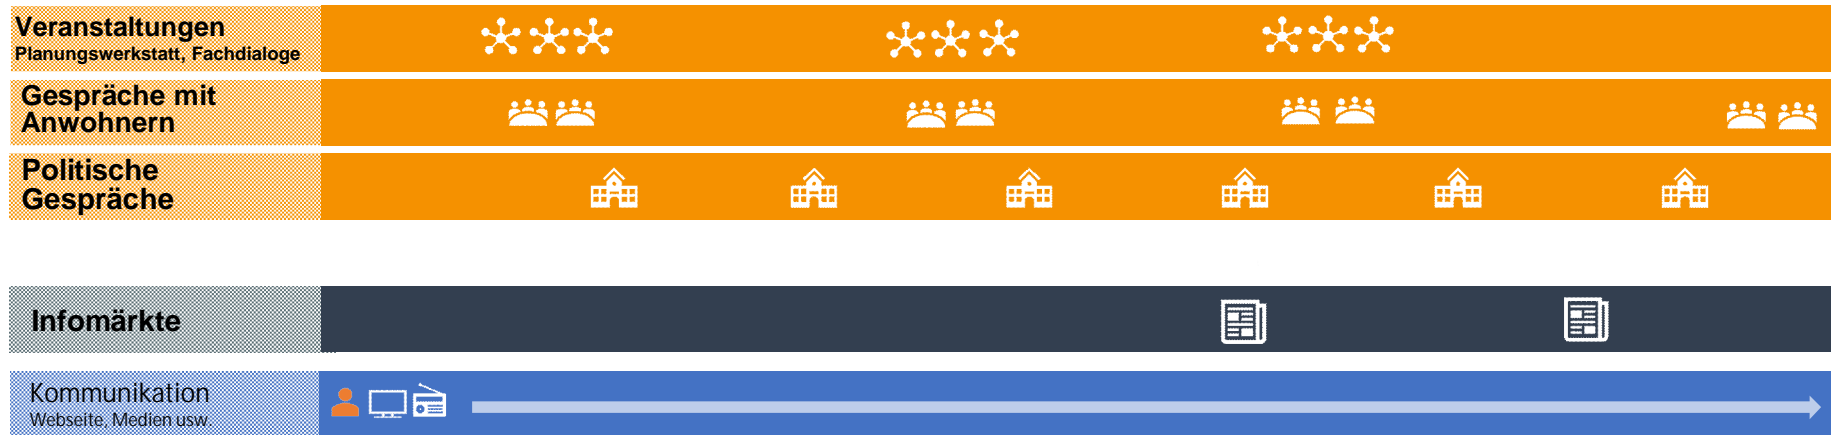 Veranstaltungen
Planungswerkstatt, Fachdialoge
Gespräche mit
Anwohnern
Politische
Gespräche
Infomärkte
Kommunikation
Webseite, Medien usw.